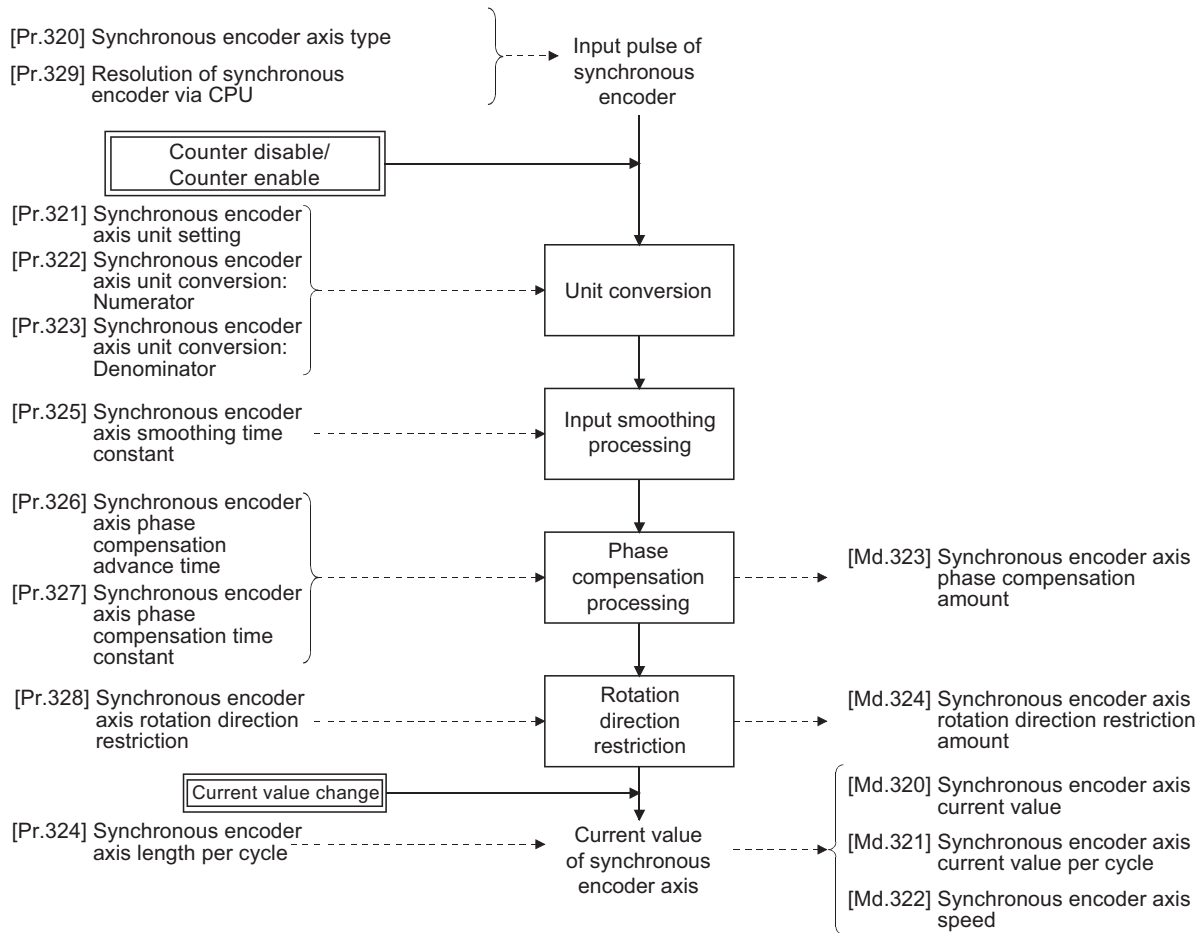 [Pr.320] Synchronous encoder axis type
[Pr.329] Resolution of synchronous
encoder via CPU
Input pulse of
synchronous
encoder
Counter disable/
Counter enable
[Pr.321] Synchronous encoder
axis unit setting
[Pr.322] Synchronous encoder
axis unit conversion:
Numerator
[Pr.323] Synchronous encoder
axis unit conversion:
Denominator
Unit conversion
[Pr.325] Synchronous encoder
axis smoothing time
constant
Input smoothing
processing
[Pr.326] Synchronous encoder
axis phase
compensation
advance time
[Pr.327] Synchronous encoder
axis phase
compensation time
constant
Phase
compensation
processing
[Md.323] Synchronous encoder axis
phase compensation
amount
[Pr.328] Synchronous encoder
axis rotation direction
restriction
Rotation
direction
restriction
[Md.324] Synchronous encoder axis
rotation direction restriction
amount
Current value change
[Pr.324] Synchronous encoder
axis length per cycle
Current value
of synchronous
encoder axis
[Md.320] Synchronous encoder axis
current value
[Md.321] Synchronous encoder axis
current value per cycle
[Md.322] Synchronous encoder axis
speed